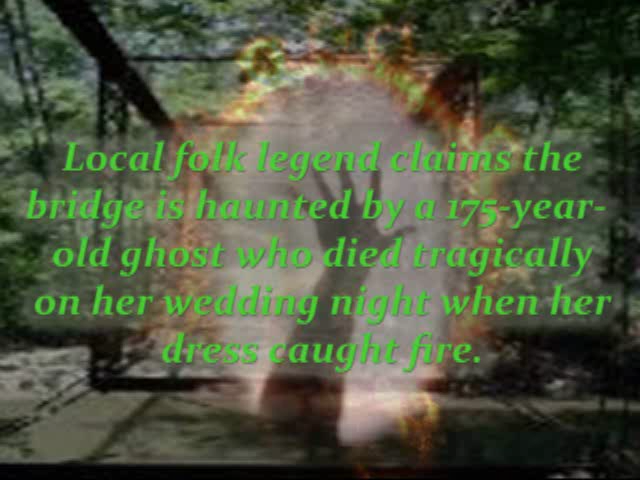 Local folk legend claims the
bridge is haunted by a 175-year-
old ghost who died tragically
on her wedding night when her
dress caught fire.